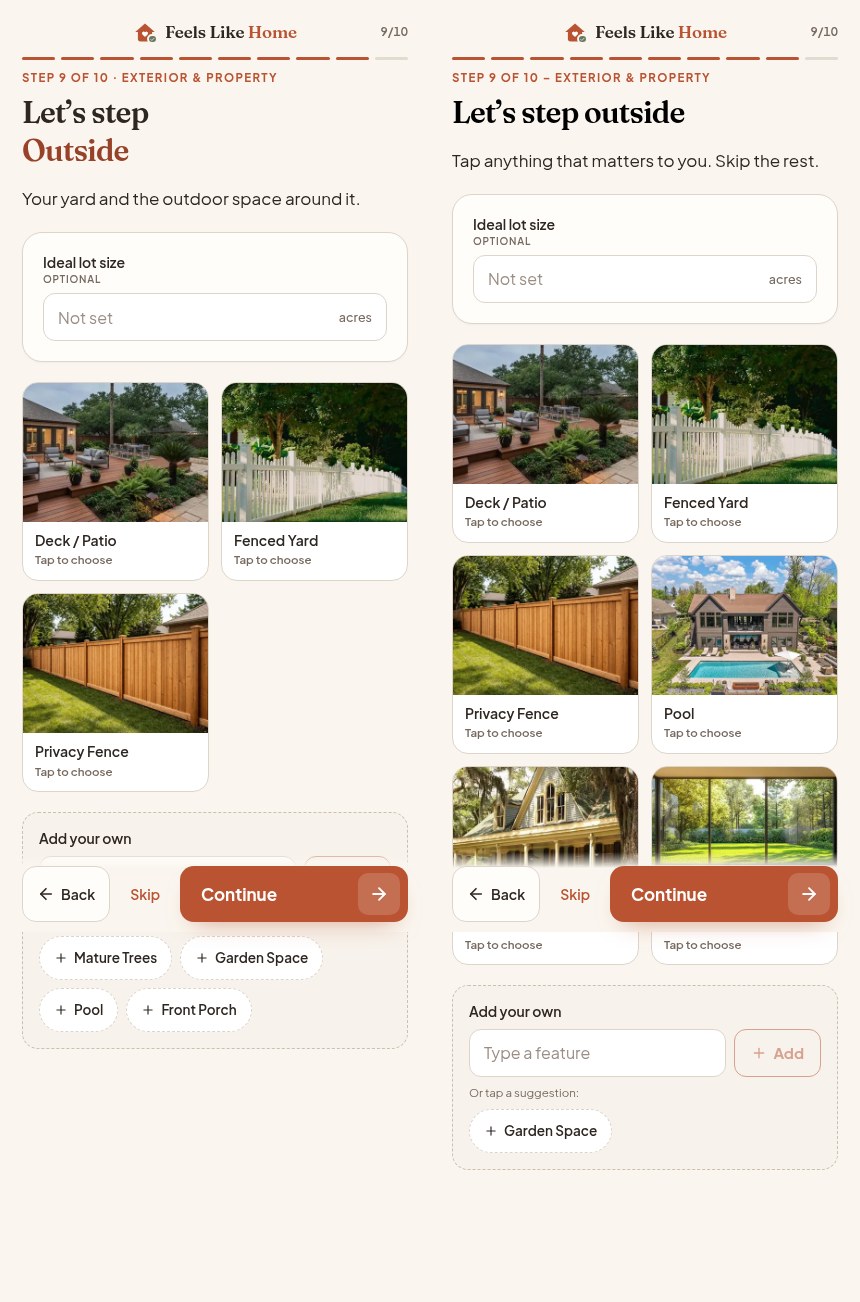 Feels Like Home
9/10
STEP 9 OF 10 · EXTERIOR & PROPERTY
Let's step
Outside
Your yard and the outdoor space around it.
Ideal lot size
OPTIONAL
Not set
acres
Deck / Patio
Tap to choose
Fenced Yard
Tap to choose
Privacy Fence
Tap to choose
Add your own
Back
Skip
Continue
+ Mature Trees
+ Garden Space
+ Pool
+ Front Porch
Feels Like Home
9/10
STEP 9 OF 10 – EXTERIOR & PROPERTY
Let's step outside
Tap anything that matters to you. Skip the rest.
Ideal lot size
OPTIONAL
Not set
acres
Deck / Patio
Tap to choose
Fenced Yard
Tap to choose
Privacy Fence
Tap to choose
Pool
Tap to choose
Back
Skip
Continue
Tap to choose
Tap to choose
Add your own
Type a feature
+ Add
Or tap a suggestion:
+ Garden Space